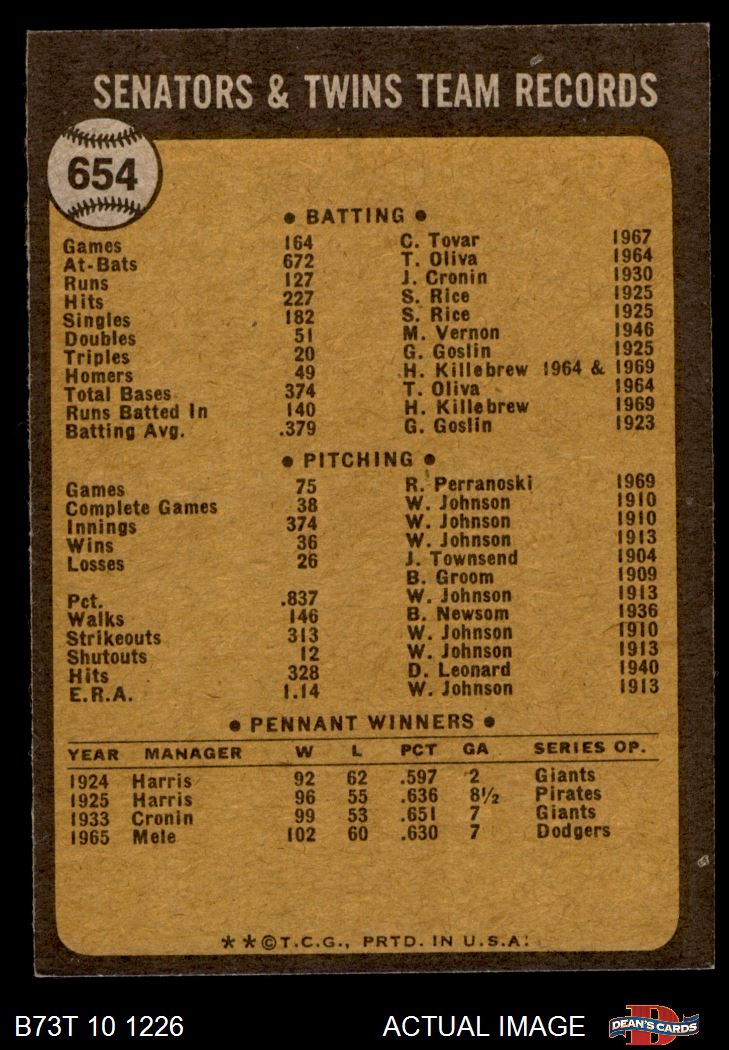 SENATORS & TWINS TEAM RECORDS
654
• BATTING •
Games 164 C. Tovar 1967
At-Bats 672 T. Oliva 1964
Runs 127 J. Cronin 1930
Hits 227 S. Rice 1925
Singles 182 S. Rice 1925
Doubles 51 M. Vernon 1946
Triples 20 G. Goslin 1925
Homers 49 H. Killebrew 1964 & 1969
Total Bases 374 T. Oliva 1964
Runs Batted In 140 H. Killebrew 1969
Batting Avg. .379 G. Goslin 1923
• PITCHING •
Games 75 R. Perranoski 1969
Complete Games 38 W. Johnson 1910
Innings 374 W. Johnson 1910
Wins 36 W. Johnson 1913
Losses 26 J. Townsend 1904
B. Groom 1909
Pct. .837 W. Johnson 1913
Walks 146 B. Newsom 1936
Strikeouts 313 W. Johnson 1910
Shutouts 12 W. Johnson 1913
Hits 328 D. Leonard 1940
E.R.A. 1.14 W. Johnson 1913
• PENNANT WINNERS •
YEAR MANAGER W L PCT GA SERIES OP.
1924 Harris 92 62 .597 2 Giants
1925 Harris 96 55 .636 8½ Pirates
1933 Cronin 99 53 .651 7 Giants
1965 Mele 102 60 .630 7 Dodgers
* * © T.C.G., PRTD. IN U.S.A.
B73T 10 1226 ACTUAL IMAGE DEAN'S CARDS